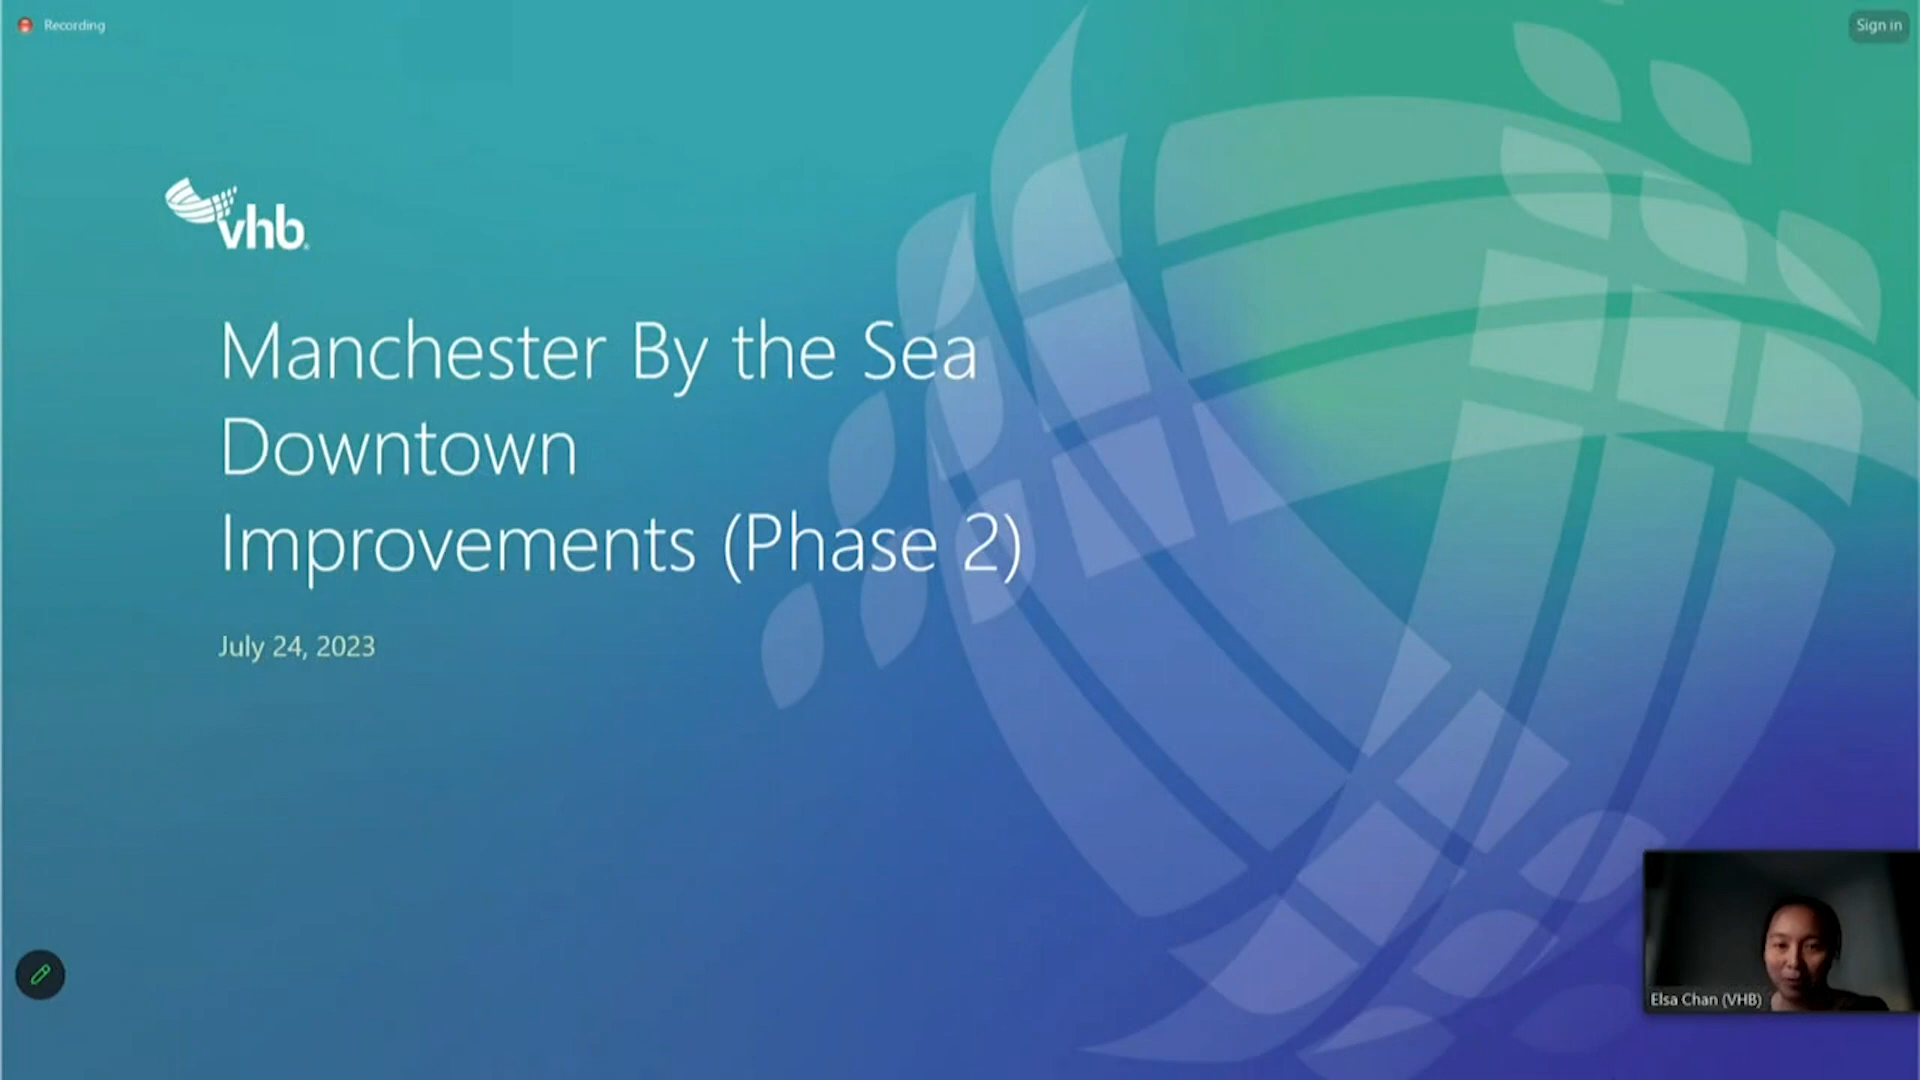 Recording
Sign in
vhb
Manchester By the Sea
Downtown
Improvements (Phase 2)
July 24, 2023
Elsa Chan (VHB)